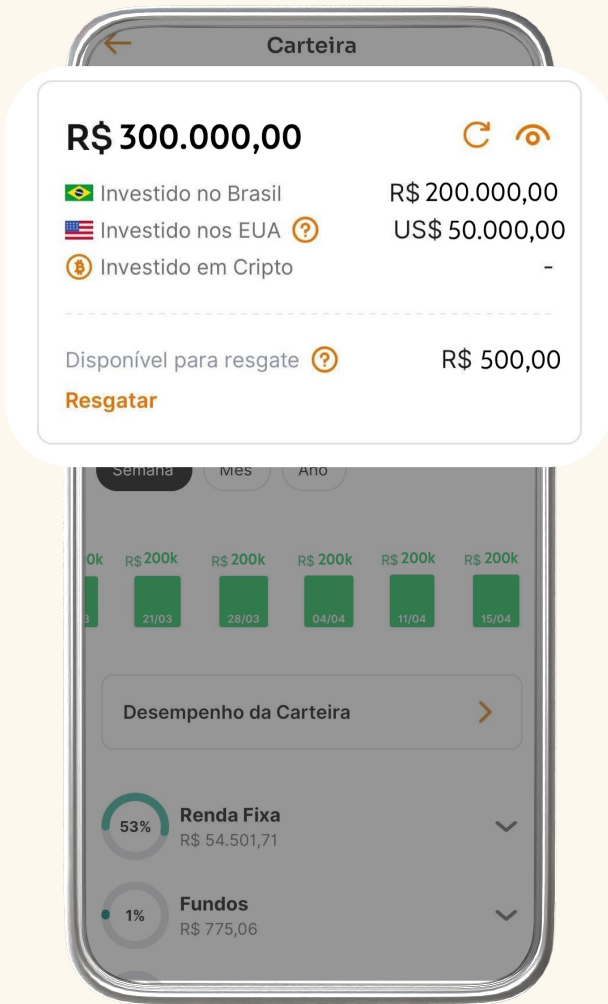 Carteira
R$ 300.000,00
Investido no Brasil R$ 200.000,00
Investido nos EUA ? US$ 50.000,00
Investido em Cripto -
Disponível para resgate ? R$ 500,00
Resgatar
Semana Mês Ano
0k R$ 200k R$ 200k R$ 200k R$ 200k R$ 200k
3 21/03 28/03 04/04 11/04 15/04
Desempenho da Carteira
53% Renda Fixa
R$ 54.501,71
1% Fundos
R$ 775,06